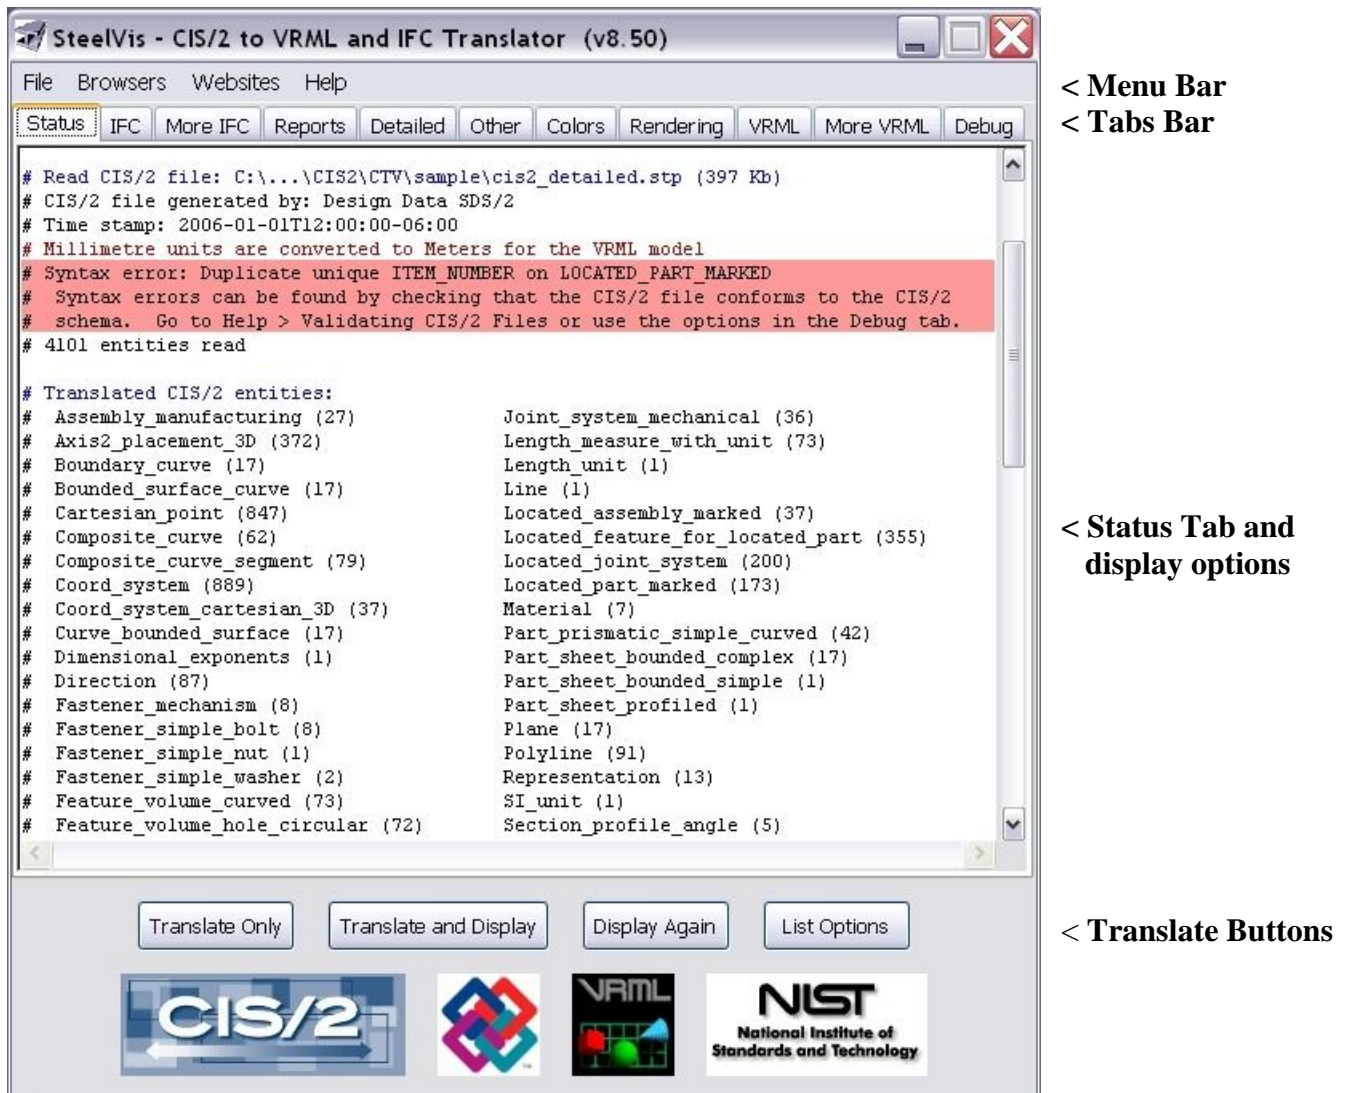 SteelVis - CIS/2 to VRML and IFC Translator (v8.50)
File Browsers Websites Help
< Menu Bar
Status IFC More IFC Reports Detailed Other Colors Rendering VRML More VRML Debug
< Tabs Bar
# Read CIS/2 file: C:\...\CIS2\CTV\sample\cis2_detailed.stp (397 Kb)
# CIS/2 file generated by: Design Data SDS/2
# Time stamp: 2006-01-01T12:00:00-06:00
# Millimetre units are converted to Meters for the VRML model
# Syntax error: Duplicate unique ITEM_NUMBER on LOCATED_PART_MARKED
# Syntax errors can be found by checking that the CIS/2 file conforms to the CIS/2
# schema. Go to Help > Validating CIS/2 Files or use the options in the Debug tab.
# 4101 entities read
# Translated CIS/2 entities:
# Assembly_manufacturing (27) Joint_system_mechanical (36)
# Axis2_placement_3D (372) Length_measure_with_unit (73)
# Boundary_curve (17) Length_unit (1)
# Bounded_surface_curve (17) Line (1)
# Cartesian_point (847) Located_assembly_marked (37)
# Composite_curve (62) Located_feature_for_located_part (355)
# Composite_curve_segment (79) Located_joint_system (200)
# Coord_system (889) Located_part_marked (173)
# Coord_system_cartesian_3D (37) Material (7)
# Curve_bounded_surface (17) Part_prismatic_simple_curved (42)
# Dimensional_exponents (1) Part_sheet_bounded_complex (17)
# Direction (87) Part_sheet_bounded_simple (1)
# Fastener_mechanism (8) Part_sheet_profiled (1)
# Fastener_simple_bolt (8) Plane (17)
# Fastener_simple_nut (1) Polyline (91)
# Fastener_simple_washer (2) Representation (13)
# Feature_volume_curved (73) SI_unit (1)
# Feature_volume_hole_circular (72) Section_profile_angle (5)
< Status Tab and
display options
Translate Only Translate and Display Display Again List Options
< Translate Buttons
CIS/2
VRML
NIST
National Institute of
Standards and Technology